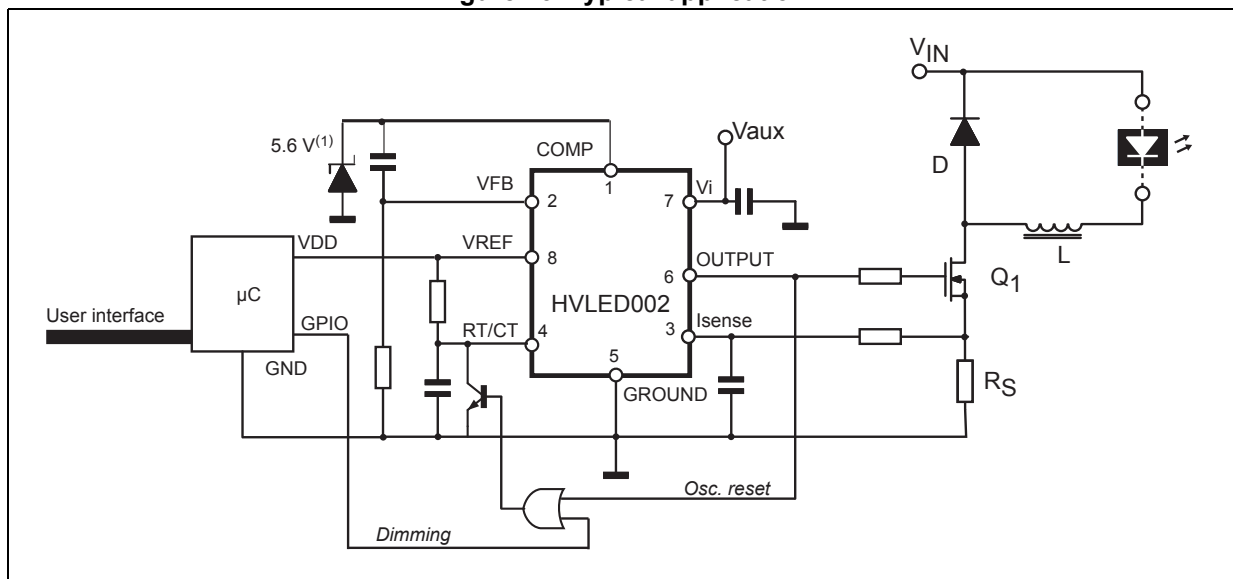 V_IN
Vaux
5.6 V(1)
COMP
1
D
VFB
2
Vi
7
VDD
VREF
8
OUTPUT
6
L
Q1
µC
HVLED002
User interface
GPIO
RT/CT
4
Isense
3
GND
5
GROUND
RS
Osc. reset
Dimming